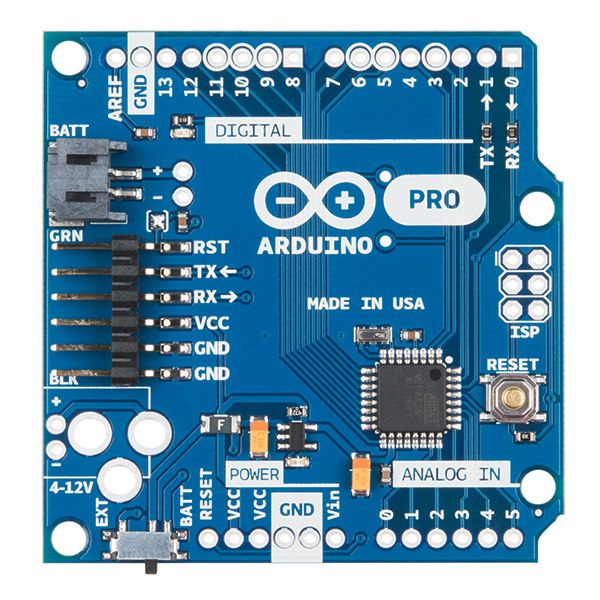 AREF
GND
13
12
11
10
9
8
7
6
5
4
3
2
TX→1
RX←0
BATT
DIGITAL
+
-
- +
PRO
ARDUINO
GRN
RST
TX←
RX→
VCC
GND
GND
BLK
MADE IN USA
ISP
RESET
+
-
F
4-12V
POWER
ANALOG IN
EXT
BATT
RESET
VCC
VCC
GND
Vin
0
1
2
3
4
5